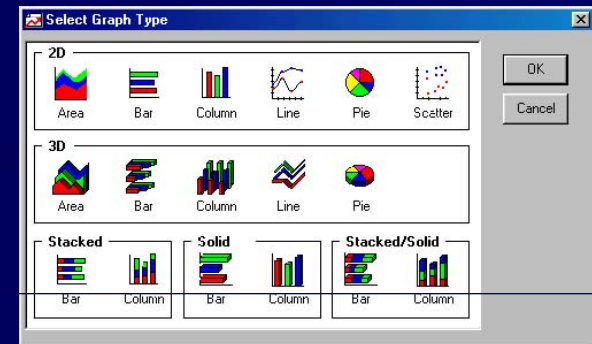 Select Graph Type
2D
Area Bar Column Line Pie Scatter
OK
Cancel
3D
Area Bar Column Line Pie
Stacked Solid Stacked/Solid
Bar Column Bar Column Bar Column